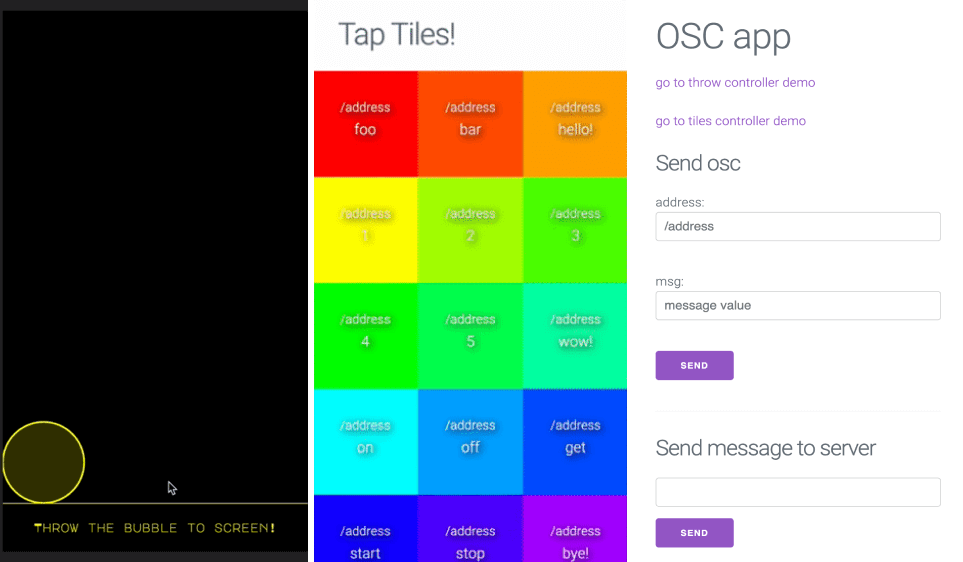 THROW THE BUBBLE TO SCREEN!
Tap Tiles!
/address /address /address
foo bar hello!
/address /address /address
1 2 3
/address /address /address
4 5 wow!
/address /address /address
on off get
/address /address /address
start stop bye!
OSC app
go to throw controller demo
go to tiles controller demo
Send osc
address:
/address
msg:
message value
SEND
Send message to server
SEND